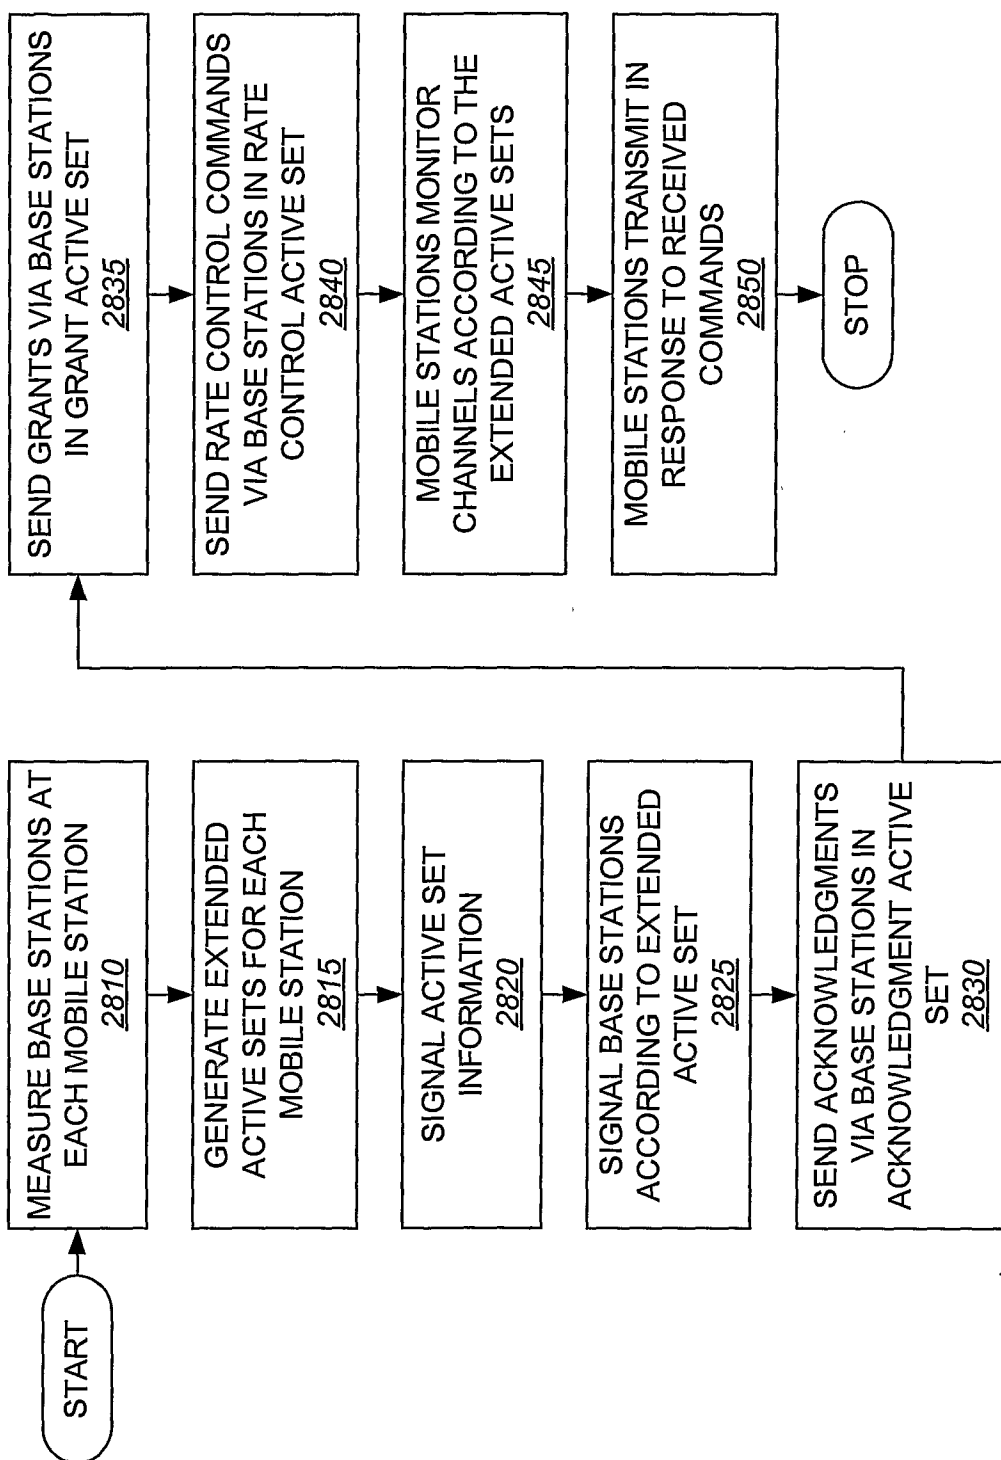 START
MEASURE BASE STATIONS AT
EACH MOBILE STATION
2810
GENERATE EXTENDED
ACTIVE SETS FOR EACH
MOBILE STATION
2815
SIGNAL ACTIVE SET
INFORMATION
2820
SIGNAL BASE STATIONS
ACCORDING TO EXTENDED
ACTIVE SET
2825
SEND ACKNOWLEDGMENTS
VIA BASE STATIONS IN
ACKNOWLEDGMENT ACTIVE
SET
2830
SEND GRANTS VIA BASE STATIONS
IN GRANT ACTIVE SET
2835
SEND RATE CONTROL COMMANDS
VIA BASE STATIONS IN RATE
CONTROL ACTIVE SET
2840
MOBILE STATIONS MONITOR
CHANNELS ACCORDING TO THE
EXTENDED ACTIVE SETS
2845
MOBILE STATIONS TRANSMIT IN
RESPONSE TO RECEIVED
COMMANDS
2850
STOP